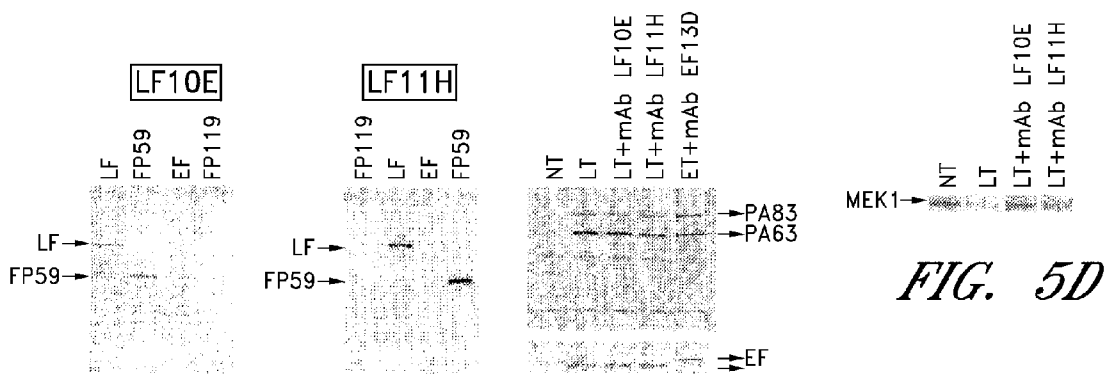 LF10E
LF
FP59
EF
FP119
LF→
FP59→
LF11H
FP119
LF
EF
FP59
LF→
FP59→
NT
LT
LT+mAb LF10E
LT+mAb LF11H
ET+mAb EF13D
→PA83
→PA63
→EF
NT
LT
LT+mAb LF10E
LT+mAb LF11H
MEK1→
FIG. 5D